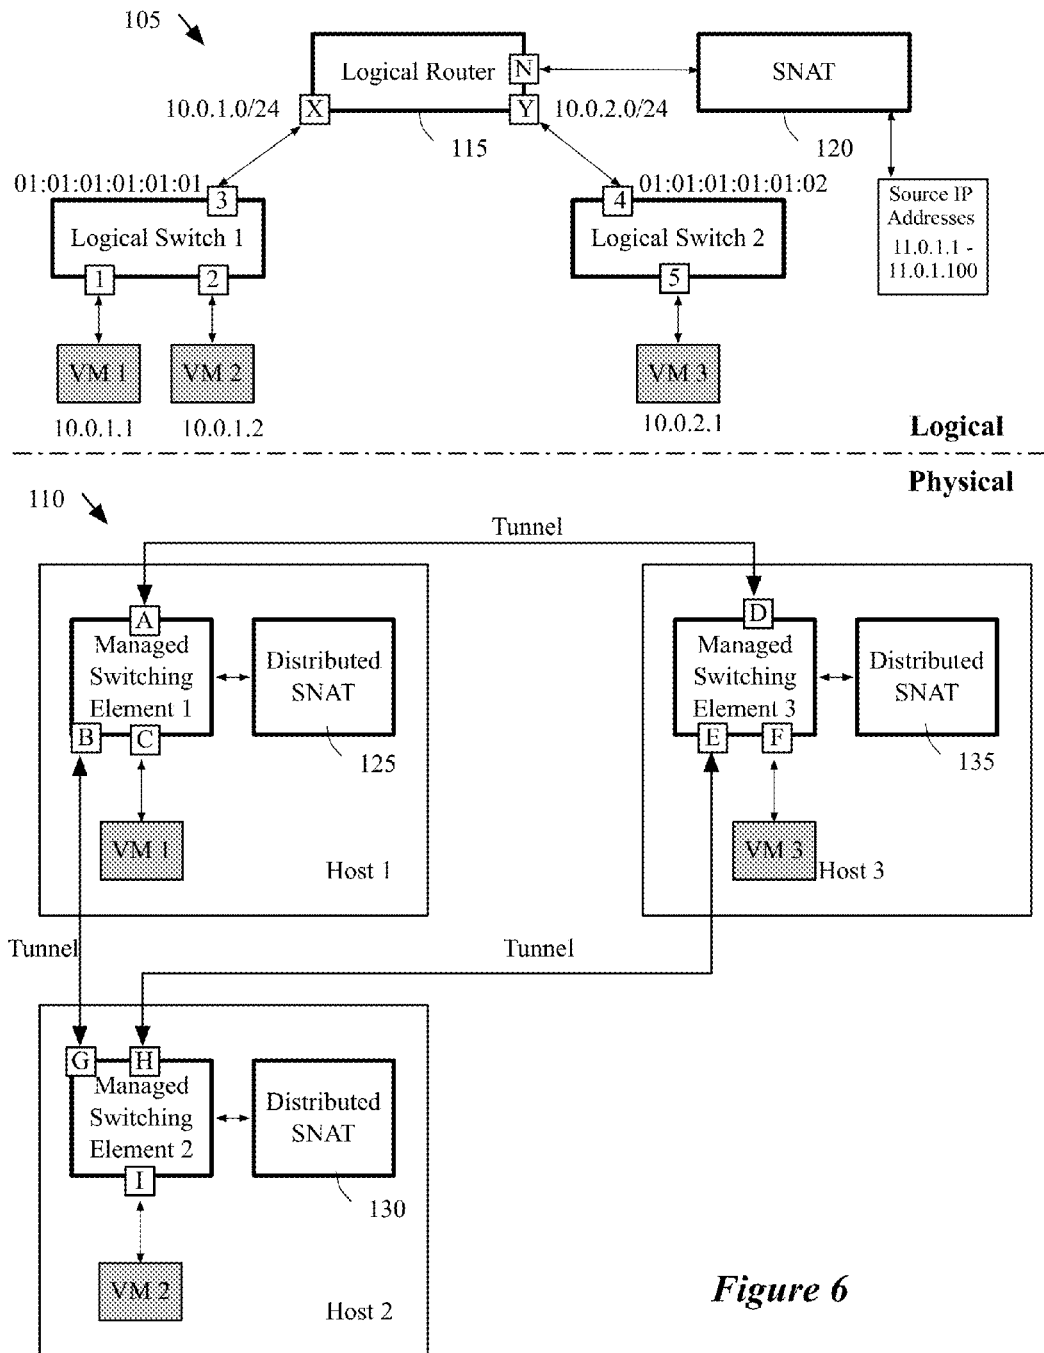 105
Logical Router
N
SNAT
10.0.1.0/24
X
Y
10.0.2.0/24
115
120
01:01:01:01:01:01
3
4
01:01:01:01:01:02
Source IP
Addresses
11.0.1.1 -
11.0.1.100
Logical Switch 1
Logical Switch 2
1
2
5
VM 1
VM 2
VM 3
10.0.1.1
10.0.1.2
10.0.2.1
Logical
Physical
110
Tunnel
A
Managed
Switching
Element 1
Distributed
SNAT
B
C
125
VM 1
Host 1
D
Managed
Switching
Element 3
Distributed
SNAT
E
F
135
VM 3
Host 3
Tunnel
Tunnel
G
H
Managed
Switching
Element 2
Distributed
SNAT
I
130
VM 2
Host 2
Figure 6